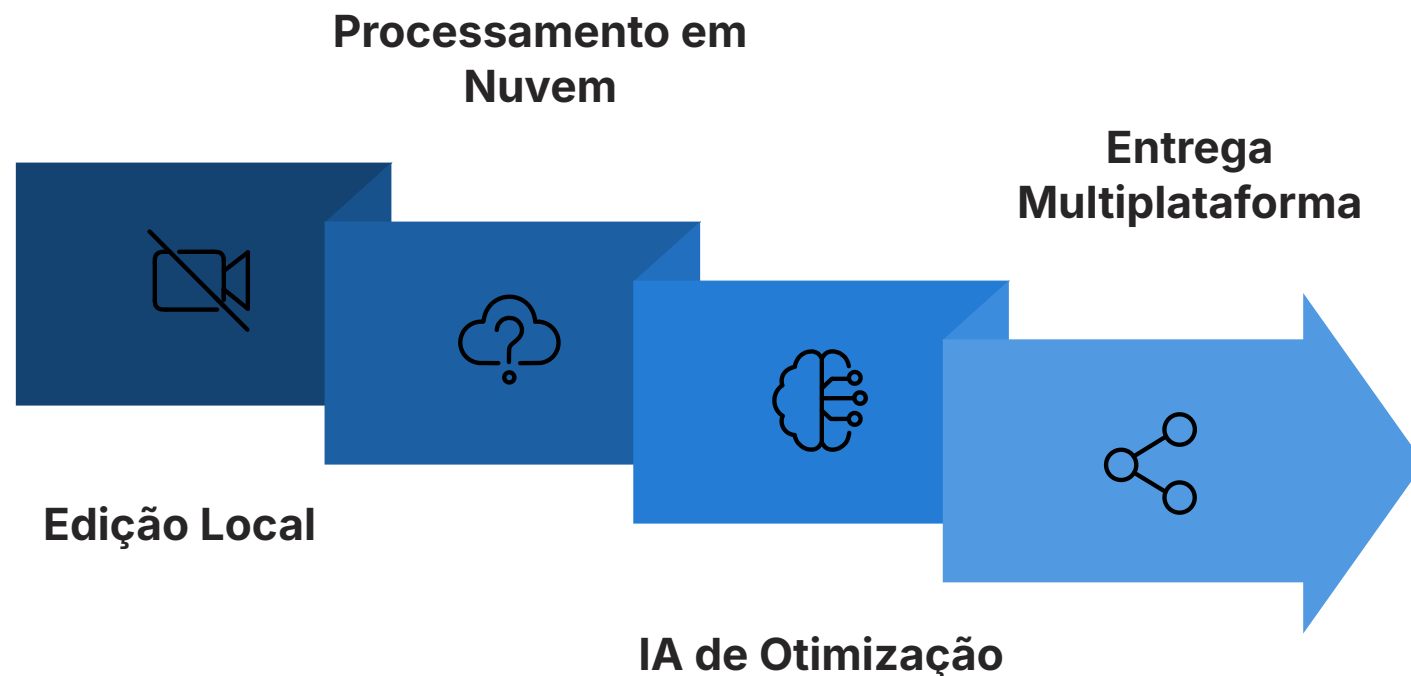 Processamento em
Nuvem
Entrega
Multiplataforma
Edição Local
IA de Otimização